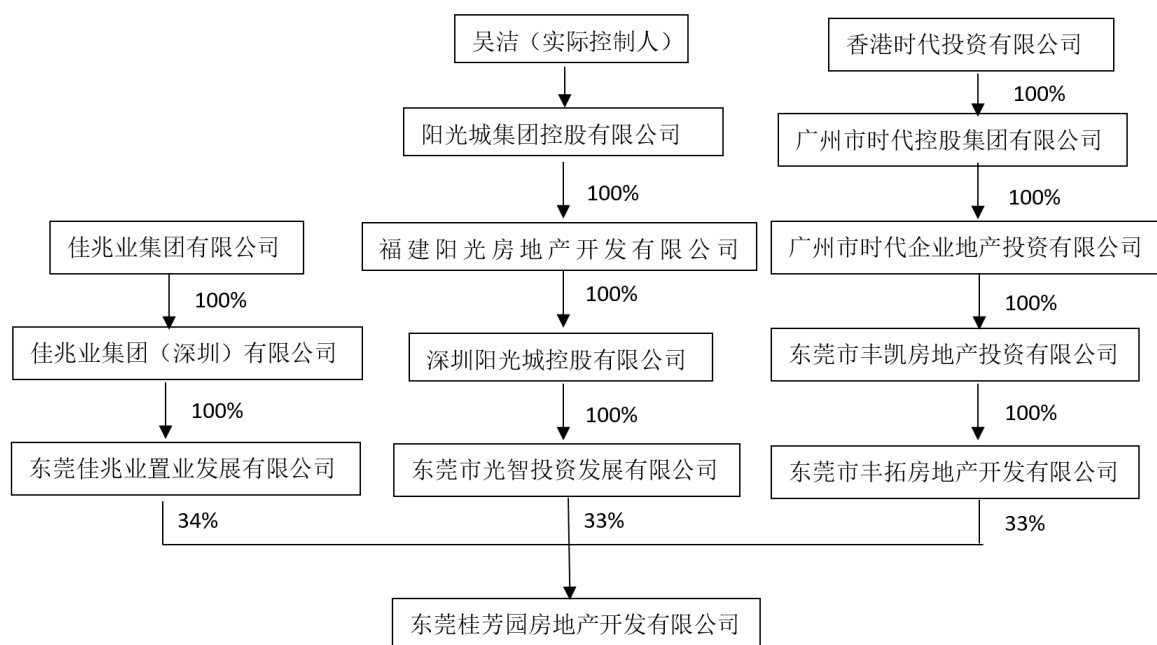 吴洁（实际控制人）
香港时代投资有限公司
100%
阳光城集团控股有限公司
广州市时代控股集团有限公司
100%
100%
佳兆业集团有限公司
福建阳光房地产开发有限公司
广州市时代企业地产投资有限公司
100%
100%
100%
佳兆业集团（深圳）有限公司
深圳阳光城控股有限公司
东莞市丰凯房地产投资有限公司
100%
100%
100%
东莞佳兆业置业发展有限公司
东莞市光智投资发展有限公司
东莞市丰拓房地产开发有限公司
34%
33%
33%
东莞桂芳园房地产开发有限公司